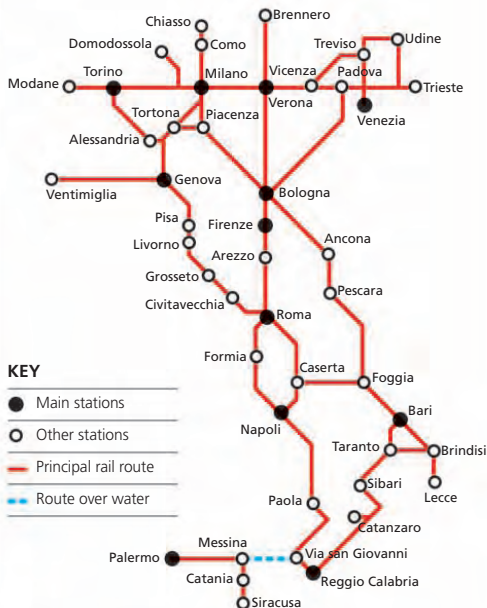 Brennero
Chiasso
Como
Domodossola
Udine
Treviso
Modane
Torino
Milano
Vicenza
Padova
Verona
Trieste
Venezia
Tortona
Piacenza
Alessandria
Genova
Ventimiglia
Bologna
Pisa
Firenze
Livorno
Arezzo
Ancona
Grosseto
Civitavecchia
Pescara
Roma
Formia
Caserta
Foggia
Napoli
Bari
Taranto
Brindisi
Lecce
Sibari
Paola
Catanzaro
Messina
Palermo
Via san Giovanni
Catania
Reggio Calabria
Siracusa
KEY
Main stations
Other stations
Principal rail route
Route over water